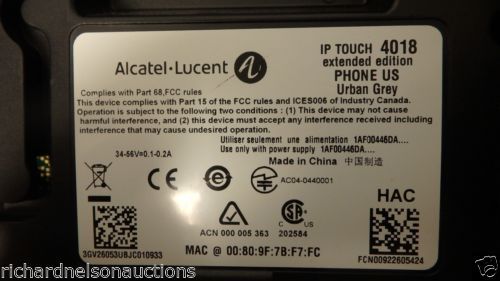 Alcatel·Lucent
IP TOUCH 4018
extended edition
PHONE US
Urban Grey
Complies with Part 68,FCC rules
This device complies with Part 15 of the FCC rules and ICES006 of Industry Canada.
Operation is subject to the following two conditions : (1) This device may not cause
harmful interference, and (2) this device must accept any interference received, including
interference that may cause undesired operation.
Utiliser seulement une alimentation 1AF00446DA....
Use only with power supply 1AF00446DA....
34-56V=0.1-0.2A
Made in China 中国制造
CE
AC04-0440001
HAC
ACN 000 005 363
202584
3GV26053UBJC010933
MAC @ 00:80:9F:7B:F7:FC
FCN00922605424
richardnelsonauctions
richardnelsonauctions